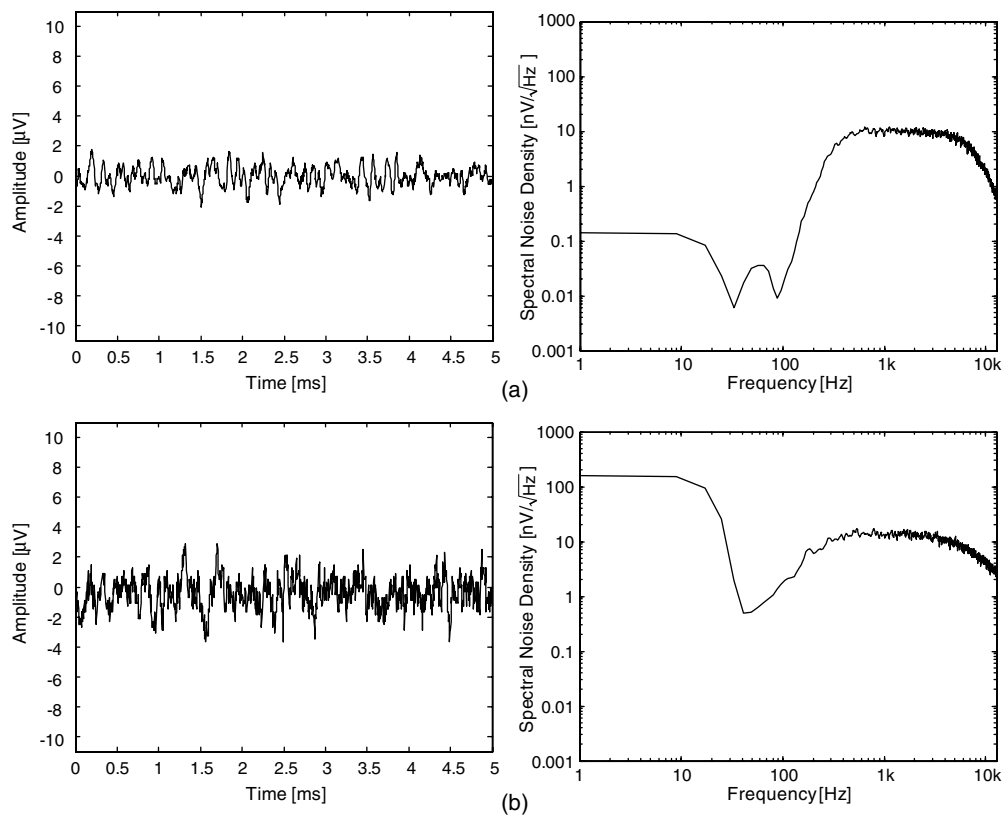 10
8
6
4
2
0
-2
-4
-6
-8
-10
Amplitude [µV]
0 0.5 1 1.5 2 2.5 3 3.5 4 4.5 5
Time [ms]
1000
100
10
1
0.1
0.01
0.001
Spectral Noise Density [nV/√Hz ]
1 10 100 1k 10k
Frequency [Hz]
(a)
10
8
6
4
2
0
-2
-4
-6
-8
-10
Amplitude [µV]
0 0.5 1 1.5 2 2.5 3 3.5 4 4.5 5
Time [ms]
1000
100
10
1
0.1
0.01
0.001
Spectral Noise Density [nV/√Hz ]
1 10 100 1k 10k
Frequency [Hz]
(b)